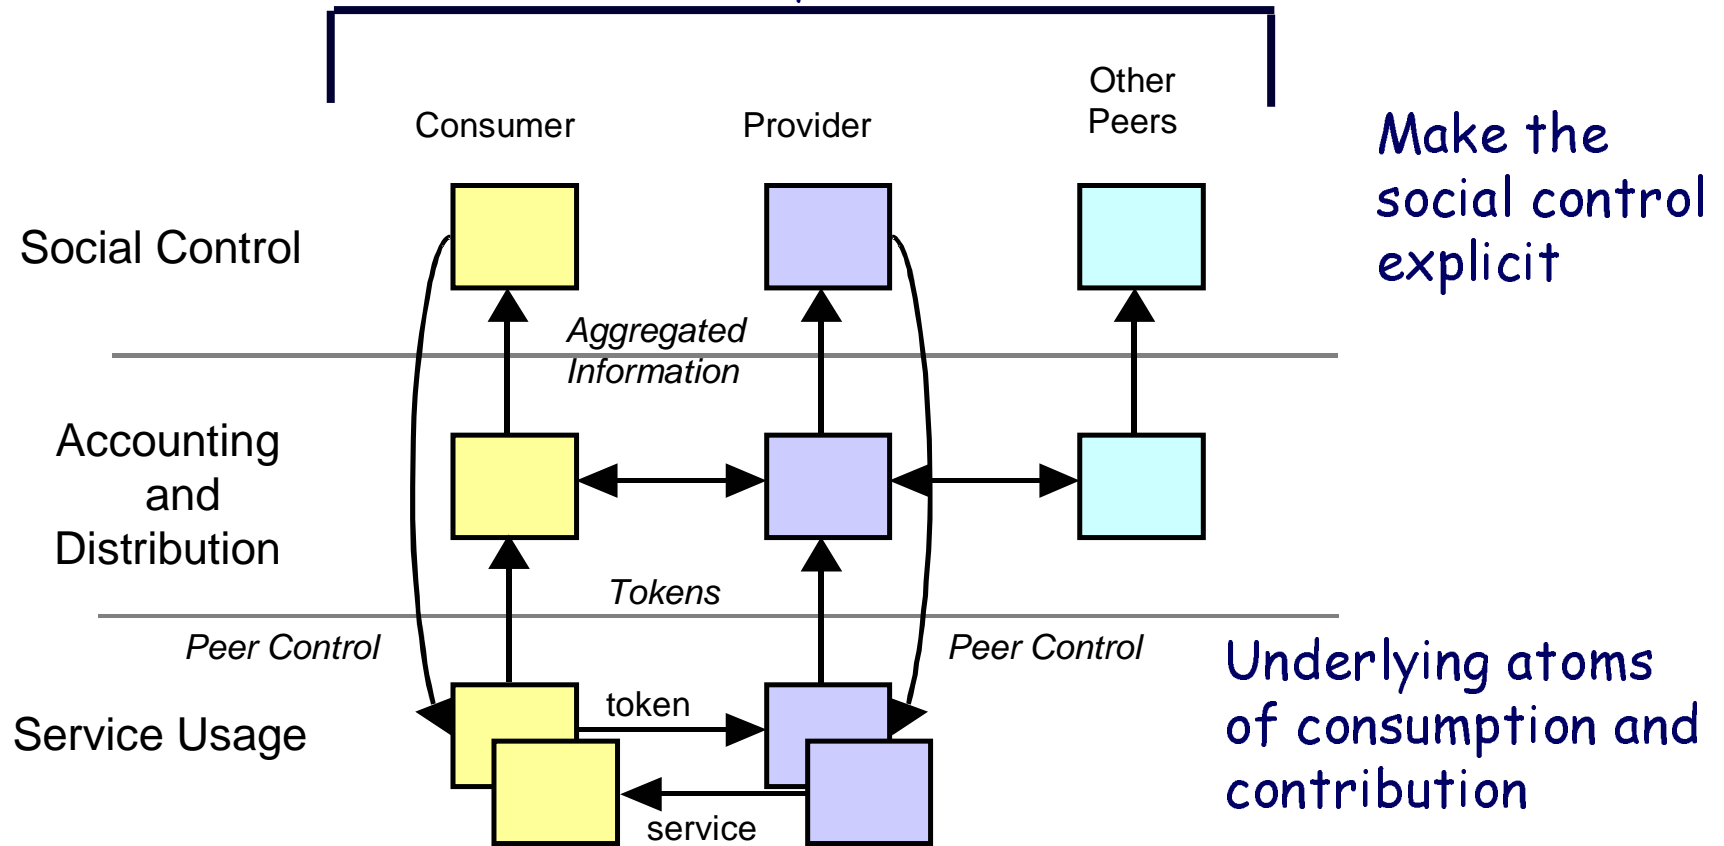 Other
Peers
Consumer
Provider
Make the
social control
explicit
Social Control
Aggregated
Information
Accounting
and
Distribution
Tokens
Peer Control
Peer Control
Underlying atoms
of consumption and
contribution
Service Usage
token
service